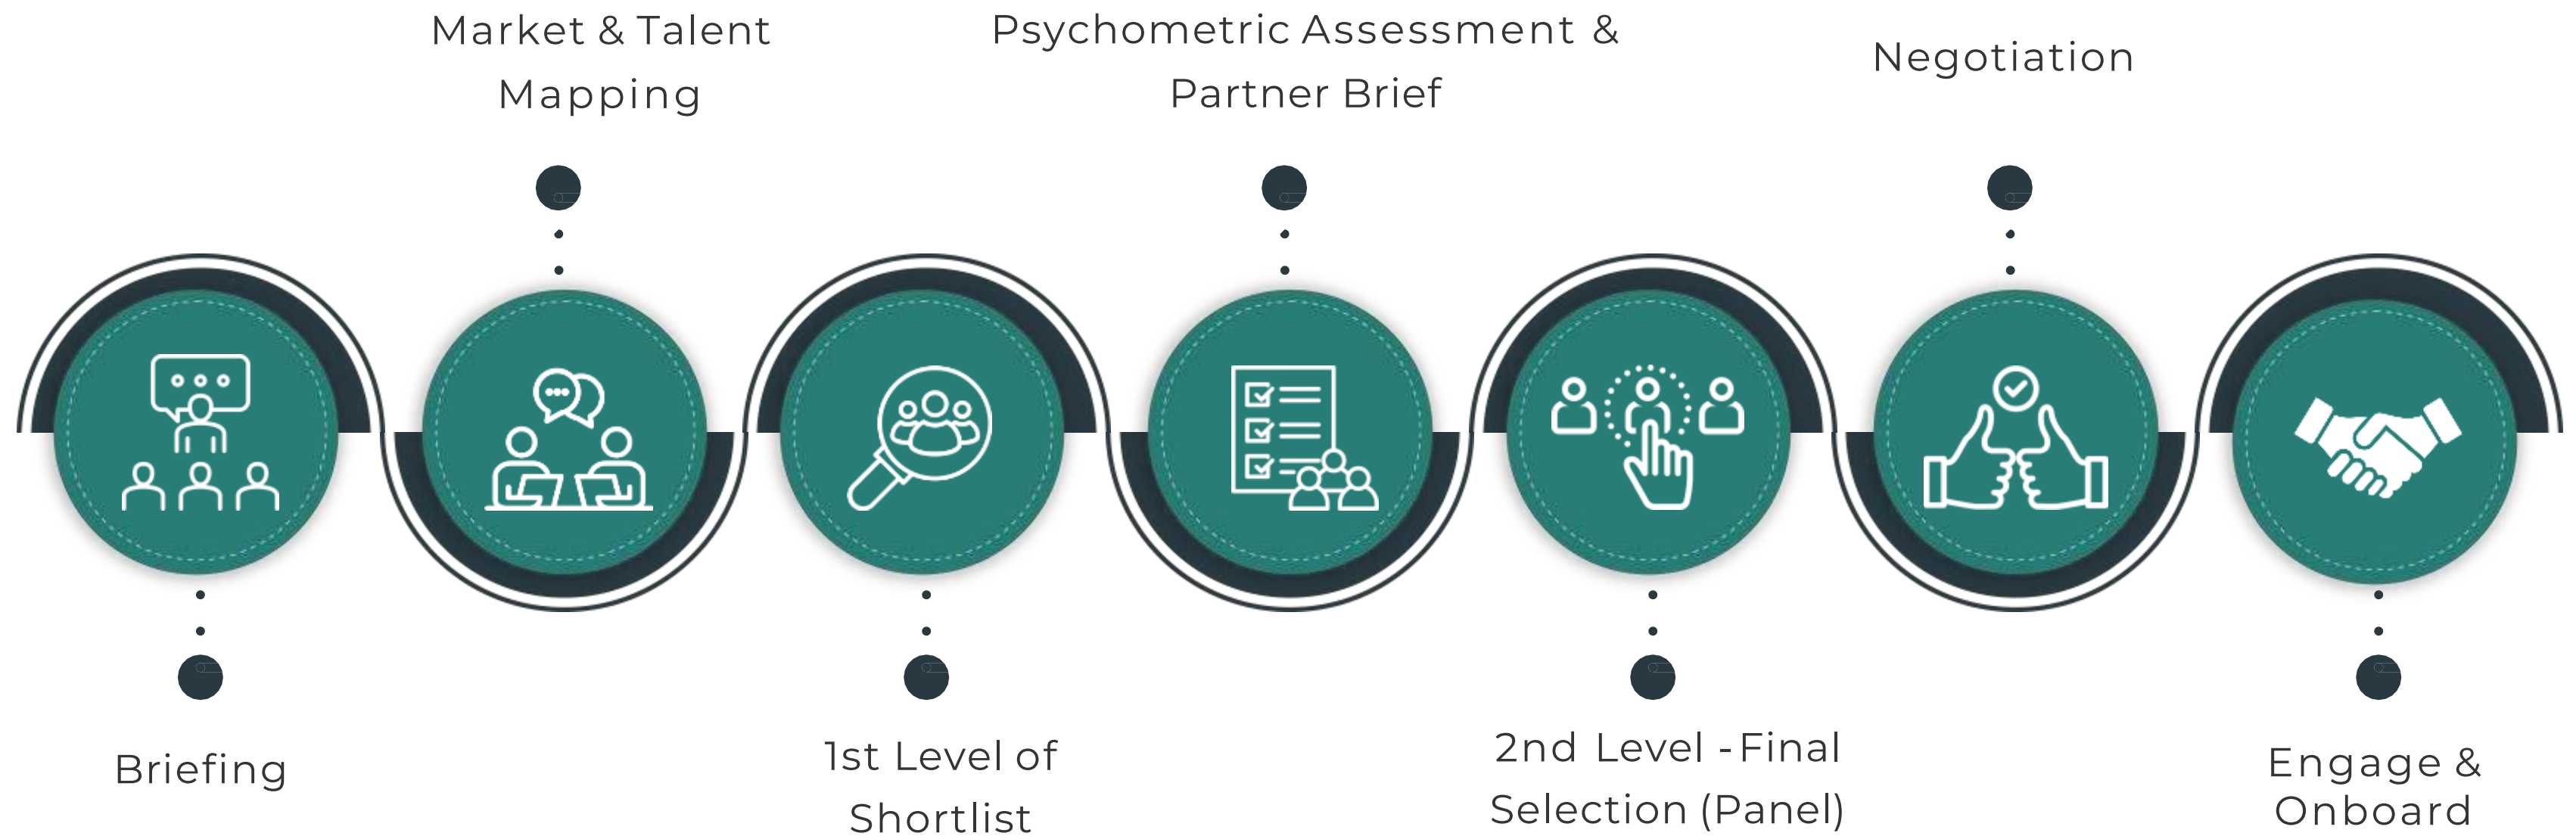 Briefing
Market & Talent
Mapping
1st Level of
Shortlist
Psychometric Assessment &
Partner Brief
2nd Level -Final
Selection (Panel)
Negotiation
Engage &
Onboard